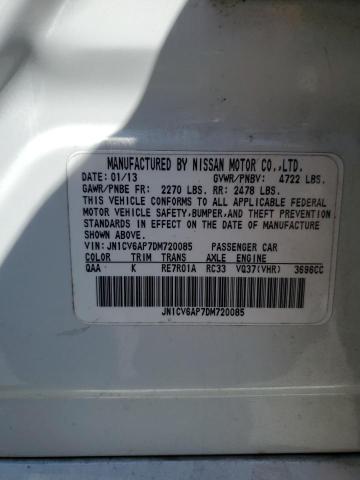 MANUFACTURED BY NISSAN MOTOR CO.,LTD.
DATE: 01/13 GVWR/PNBV: 4722 LBS.
GAWR/PNBE FR: 2270 LBS. RR: 2478 LBS.
THIS VEHICLE CONFORMS TO ALL APPLICABLE FEDERAL
MOTOR VEHICLE SAFETY, BUMPER, AND THEFT PREVENTION
STANDARDS IN EFFECT ON THE DATE OF MANUFACTURE
SHOWN ABOVE.
VIN: JN1CV6AP7DM720085 PASSENGER CAR
COLOR TRIM TRANS AXLE ENGINE
QAA K RE7R01A RC33 VQ37(VHR) 3696CC
JN1CV6AP7DM720085